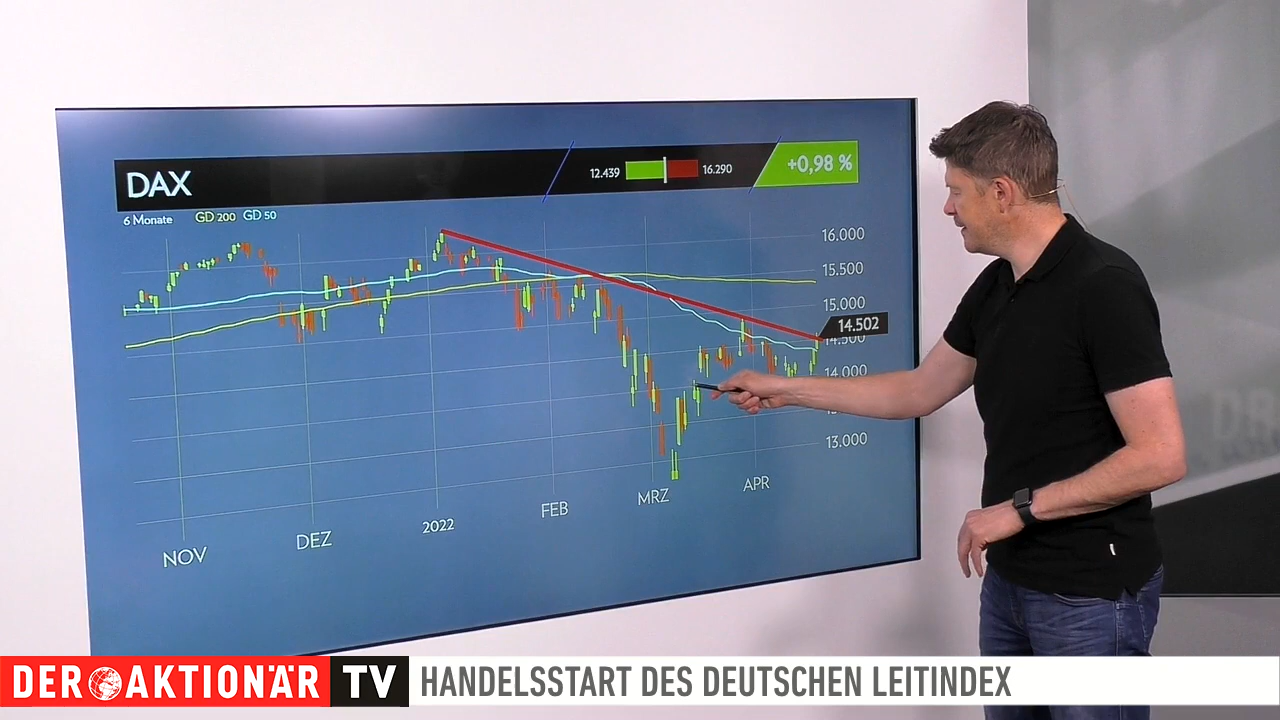 DAX
12.439 16.290
+0,98 %
6 Monate GD 200 GD 50
16.000
15.500
15.000
14.502
14.500
14.000
13.000
NOV DEZ 2022 FEB MRZ APR
DER AKTIONÄR TV HANDELSSTART DES DEUTSCHEN LEITINDEX